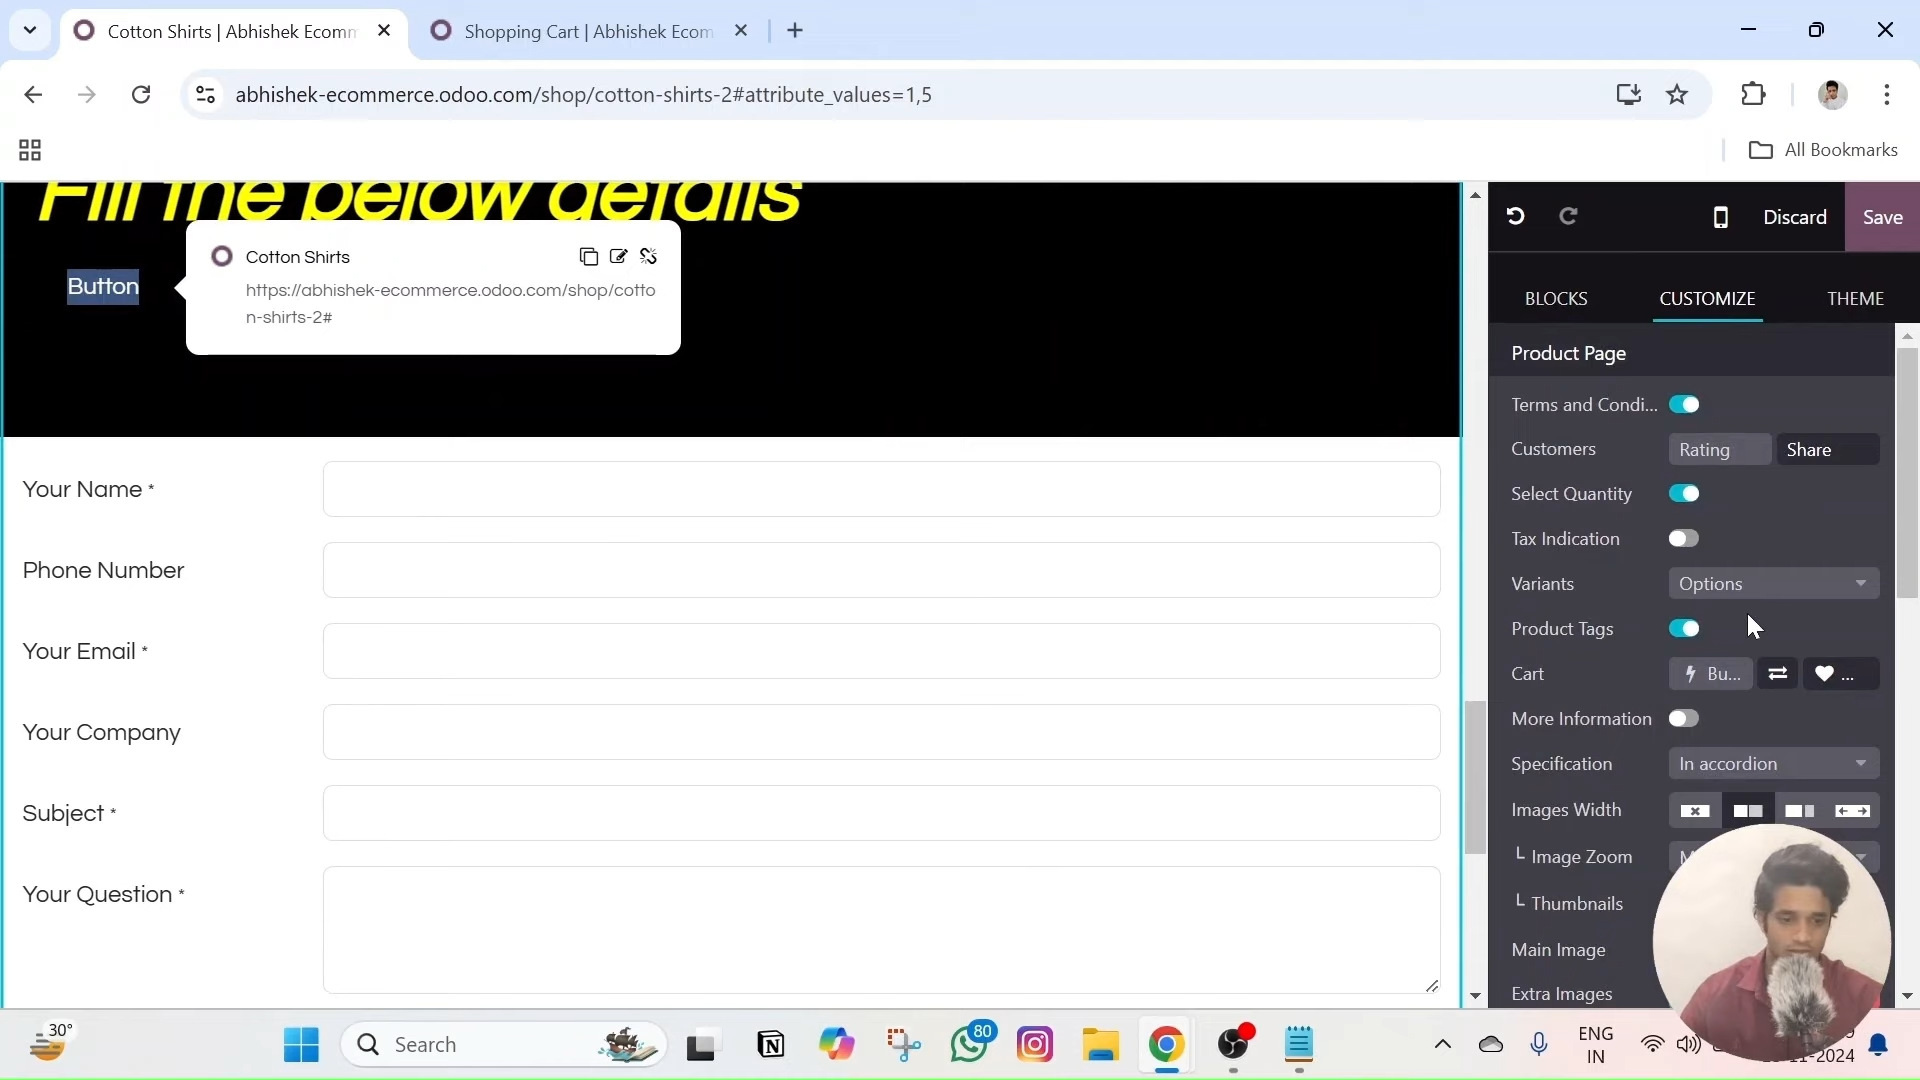 Cotton Shirts | Abhishek Ecomm
Shopping Cart | Abhishek Ecom
abhishek-ecommerce.odoo.com/shop/cotton-shirts-2#attribute_values=1,5
All Bookmarks
Fill the below details
Cotton Shirts
Button
https://abhishek-ecommerce.odoo.com/shop/cotto
n-shirts-2#
Your Name *
Phone Number
Your Email *
Your Company
Subject *
Your Question *
Discard
Save
BLOCKS
CUSTOMIZE
THEME
Product Page
Terms and Condi...
Customers
Rating
Share
Select Quantity
Tax Indication
Variants
Options
Product Tags
Cart
Bu...
...
More Information
Specification
In accordion
Images Width
└ Image Zoom
└ Thumbnails
Main Image
Extra Images
30°
Search
80
ENG
IN
-2024